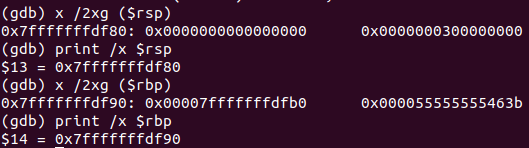 (gdb) x /2xg ($rsp)
0x7fffffffdf80: 0x0000000000000000 0x0000000300000000
(gdb) print /x $rsp
$13 = 0x7fffffffdf80
(gdb) x /2xg ($rbp)
0x7fffffffdf90: 0x00007fffffffdfb0 0x000055555555463b
(gdb) print /x $rbp
$14 = 0x7fffffffdf90